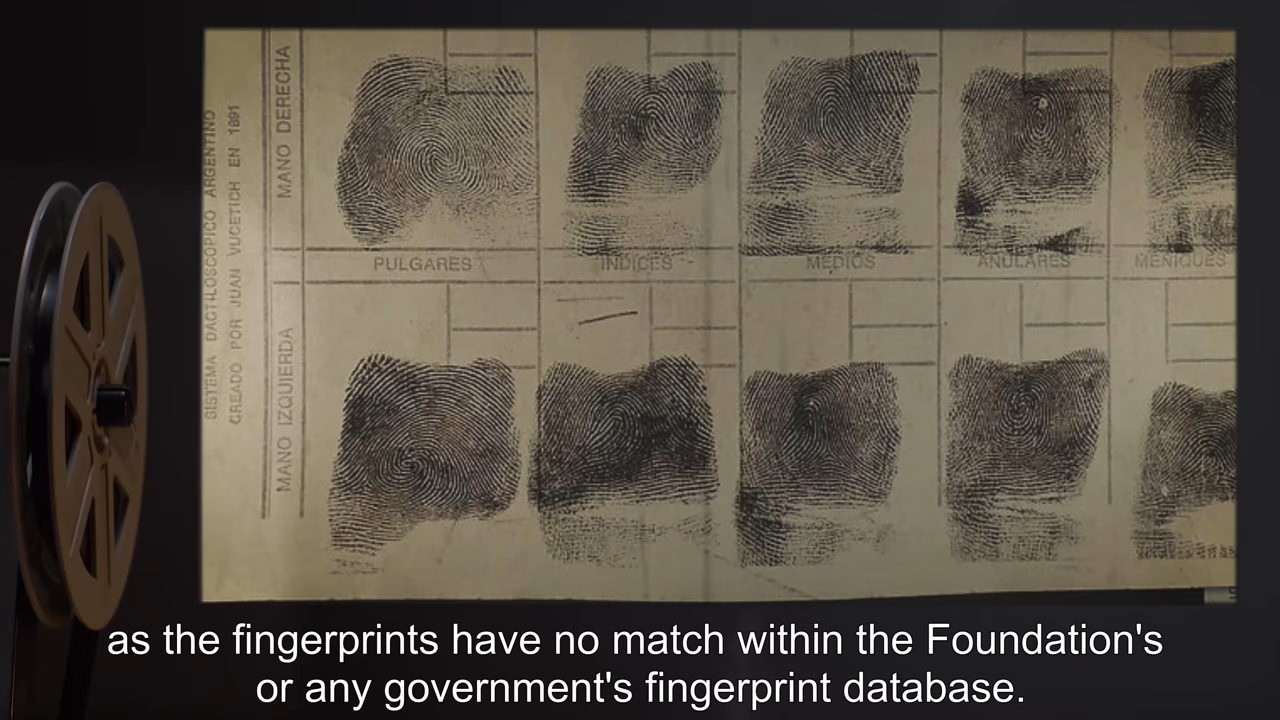 SISTEMA DACTILOSCOPICO ARGENTINO
CREADO POR JUAN VUCETICH EN 1891
MANO DERECHA
PULGARES
INDICES
MEDIOS
ANULARES
MEÑIQUES
MANO IZQUIERDA
as the fingerprints have no match within the Foundation's
or any government's fingerprint database.